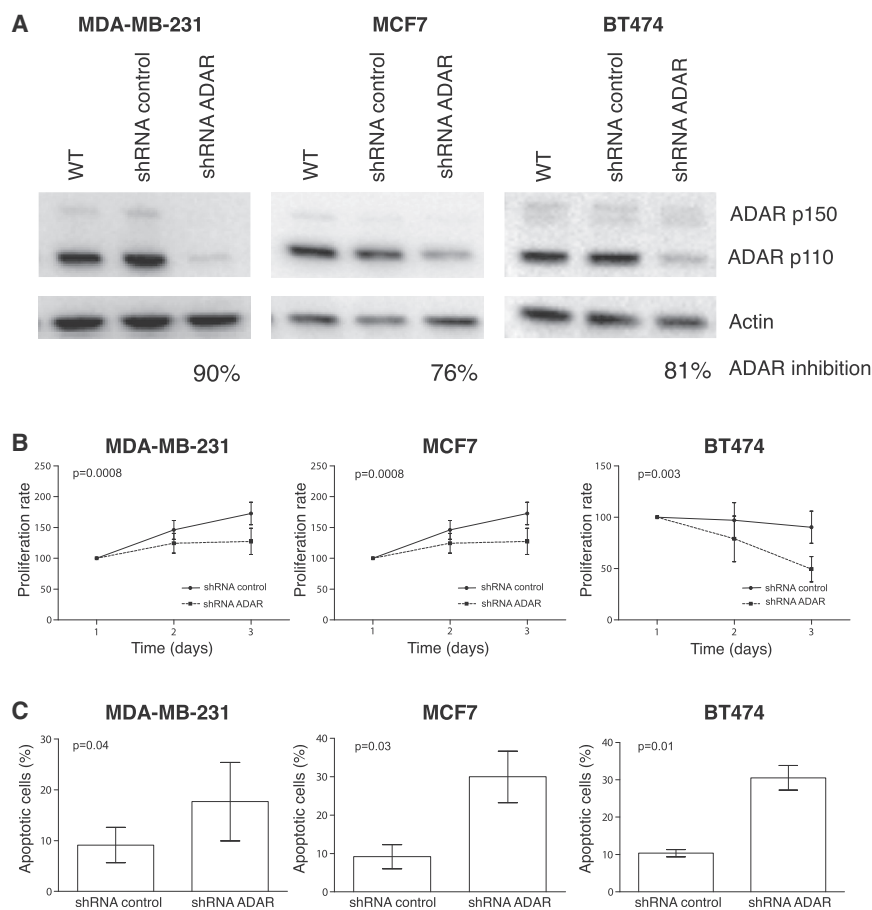 A
MDA-MB-231
MCF7
BT474
WT
shRNA control
shRNA ADAR
WT
shRNA control
shRNA ADAR
WT
shRNA control
shRNA ADAR
ADAR p150
ADAR p110
Actin
90%
76%
81%
ADAR inhibition
B
MDA-MB-231
Proliferation rate
250
200
150
100
50
0
p=0.0008
shRNA control
shRNA ADAR
1
2
3
Time (days)
MCF7
Proliferation rate
250
200
150
100
50
0
p=0.0008
shRNA control
shRNA ADAR
1
2
3
Time (days)
BT474
Proliferation rate
150
100
50
0
p=0.003
shRNA control
shRNA ADAR
1
2
3
Time (days)
C
MDA-MB-231
Apoptotic cells (%)
30
20
10
0
p=0.04
shRNA control
shRNA ADAR
MCF7
Apoptotic cells (%)
40
30
20
10
0
p=0.03
shRNA control
shRNA ADAR
BT474
Apoptotic cells (%)
40
30
20
10
0
p=0.01
shRNA control
shRNA ADAR